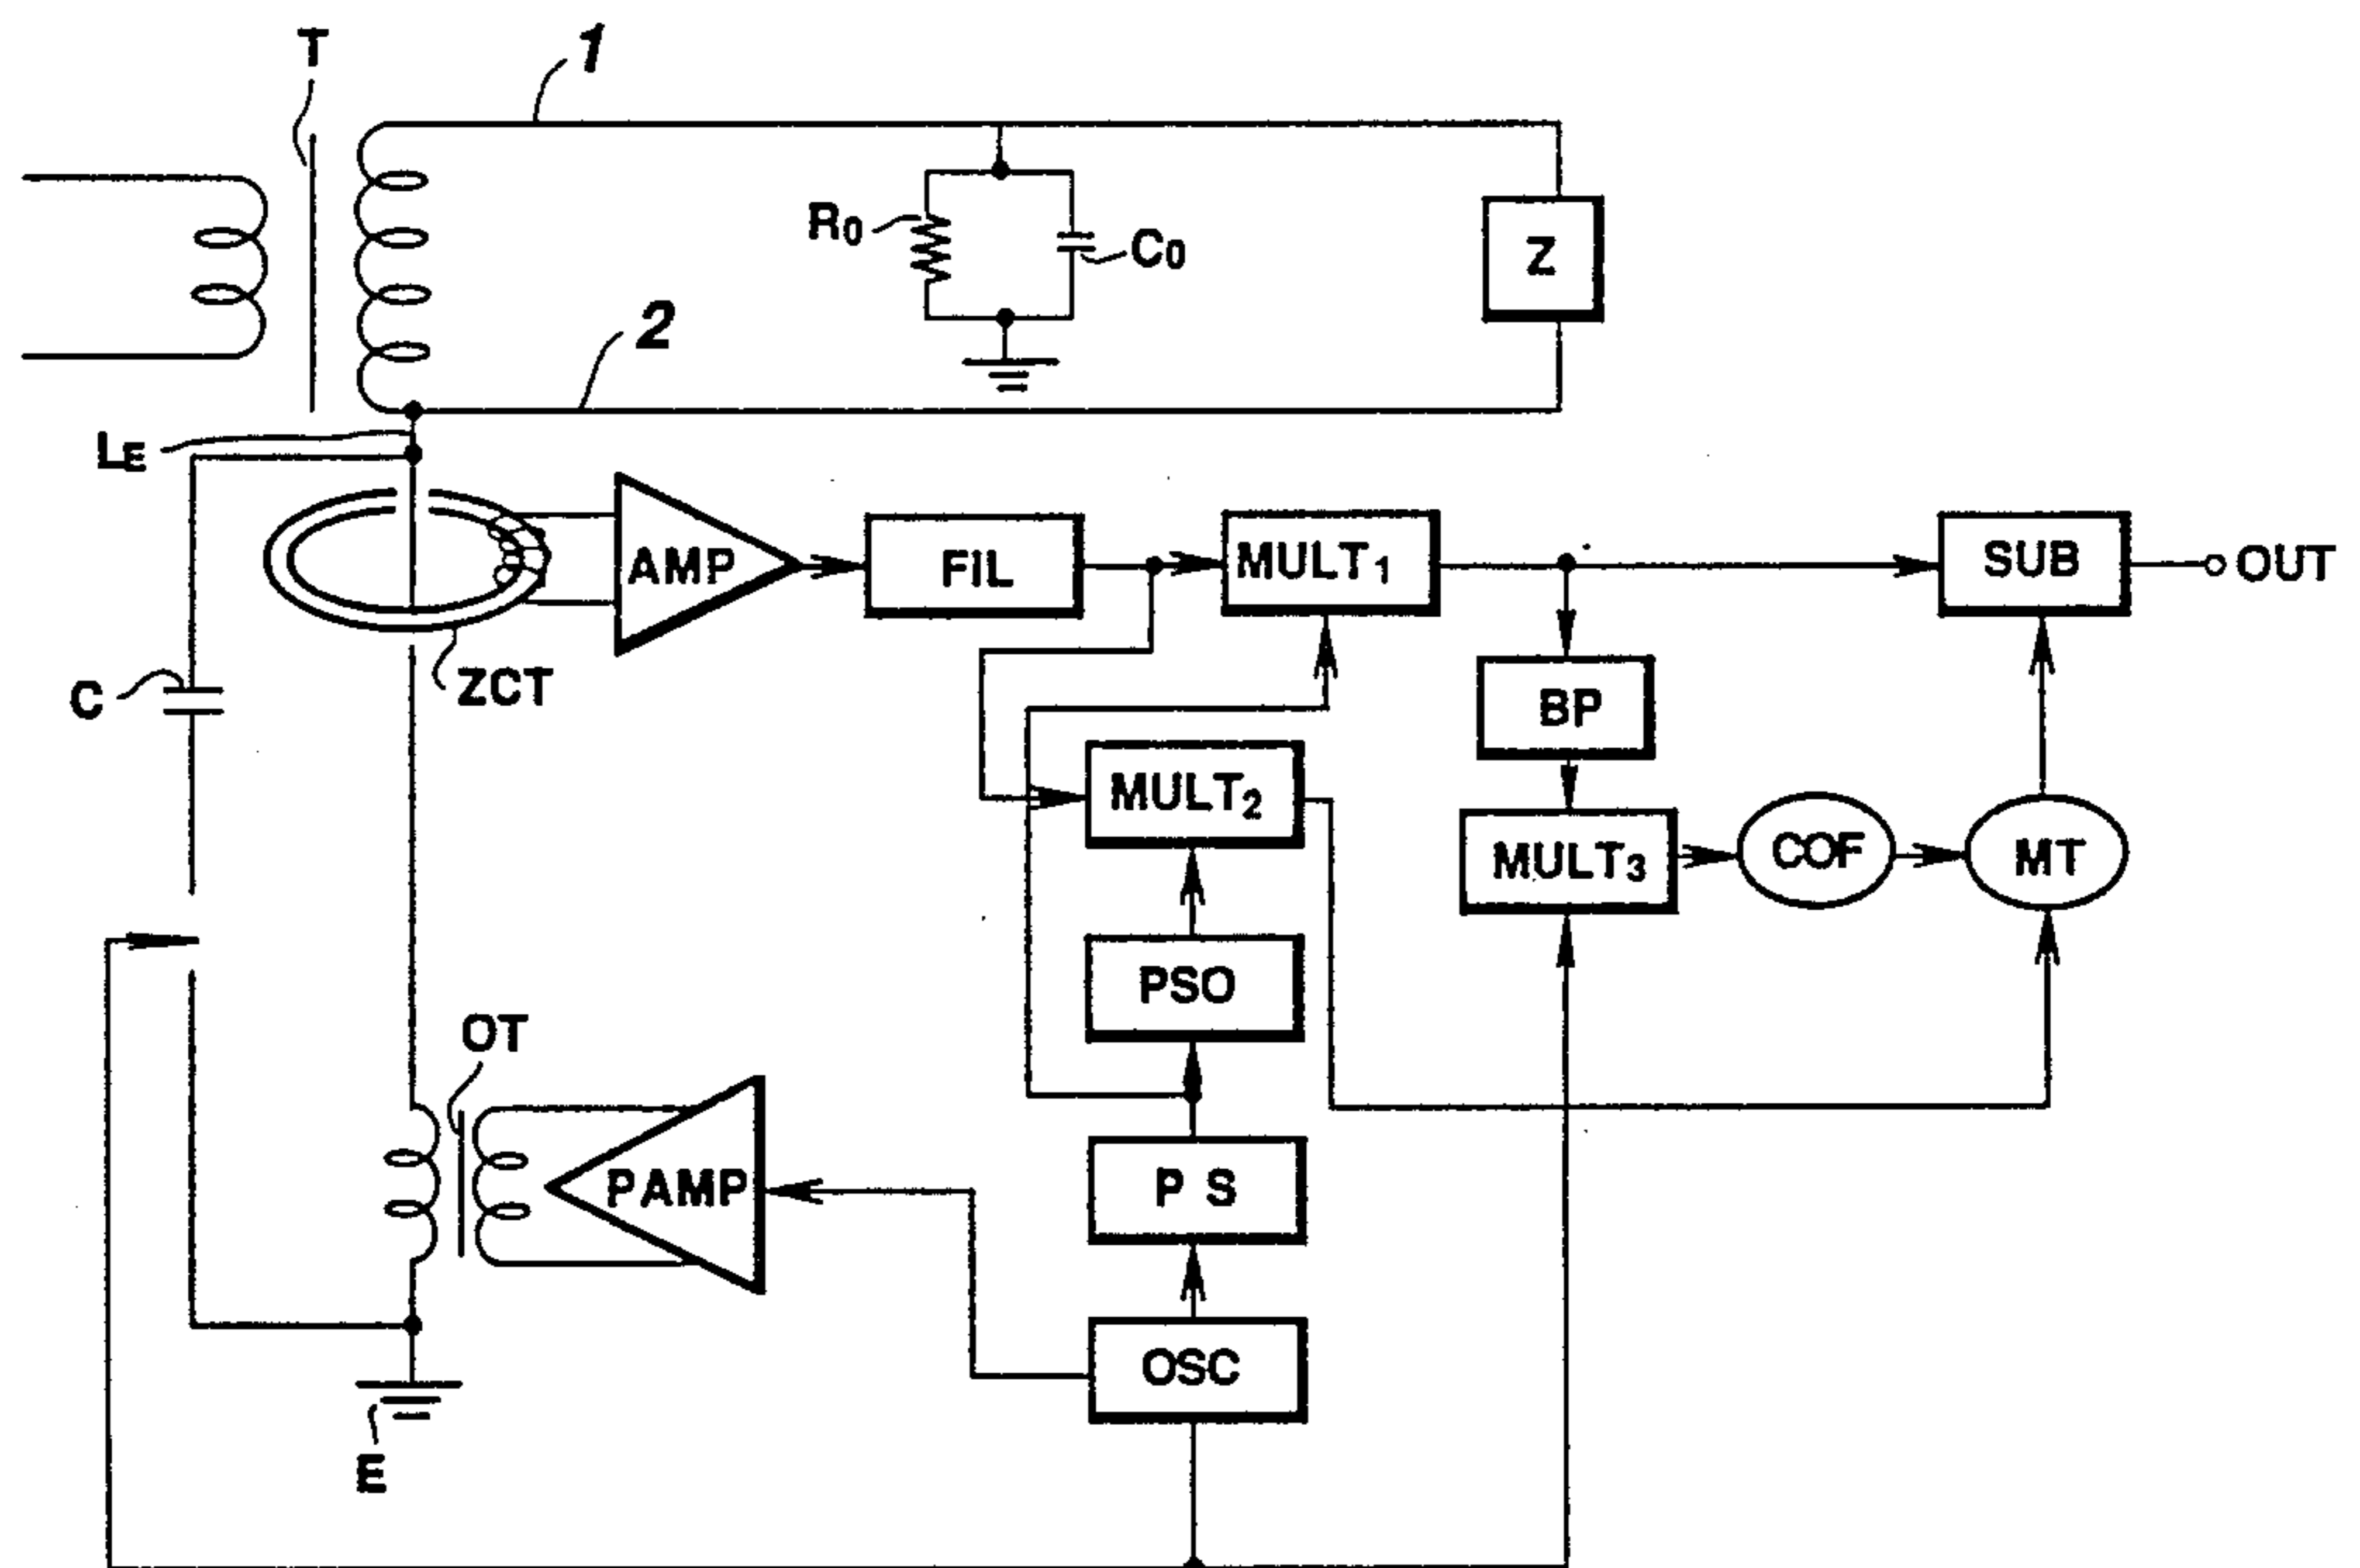 T
1
R0
C0
Z
2
LE
AMP
FIL
MULT1
SUB
OUT
ZCT
C
BP
MULT2
MULT3
COF
MT
PSO
OT
PAMP
P S
OSC
E